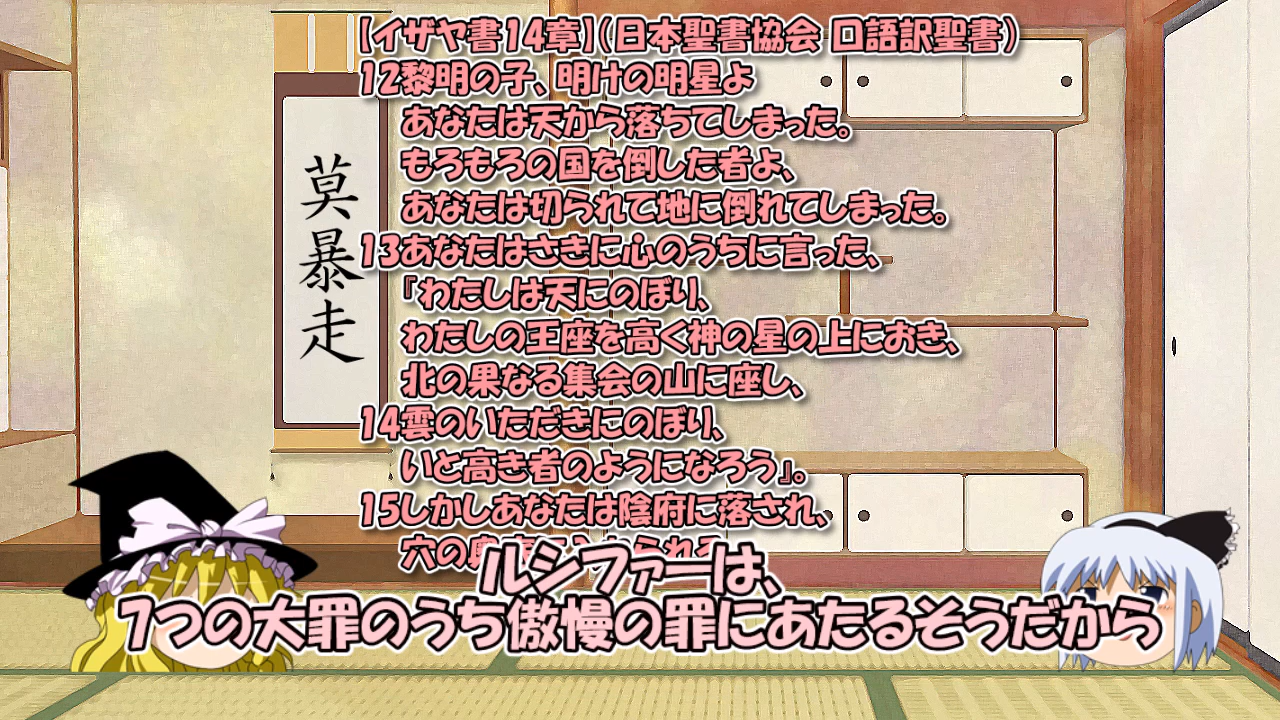 【イザヤ書14章】(日本聖書協会 口語訳聖書)
12黎明の子、明けの明星よ
あなたは天から落ちてしまった。
もろもろの国を倒した者よ、
あなたは切られて地に倒れてしまった。
13あなたはさきに心のうちに言った、
『わたしは天にのぼり、
わたしの王座を高く神の星の上におき、
北の果なる集会の山に座し、
14雲のいただきにのぼり、
いと高き者のようになろう』。
15しかしあなたは陰府に落され、
穴の
莫暴走
ルシファーは、
7つの大罪のうち傲慢の罪にあたるそうだから